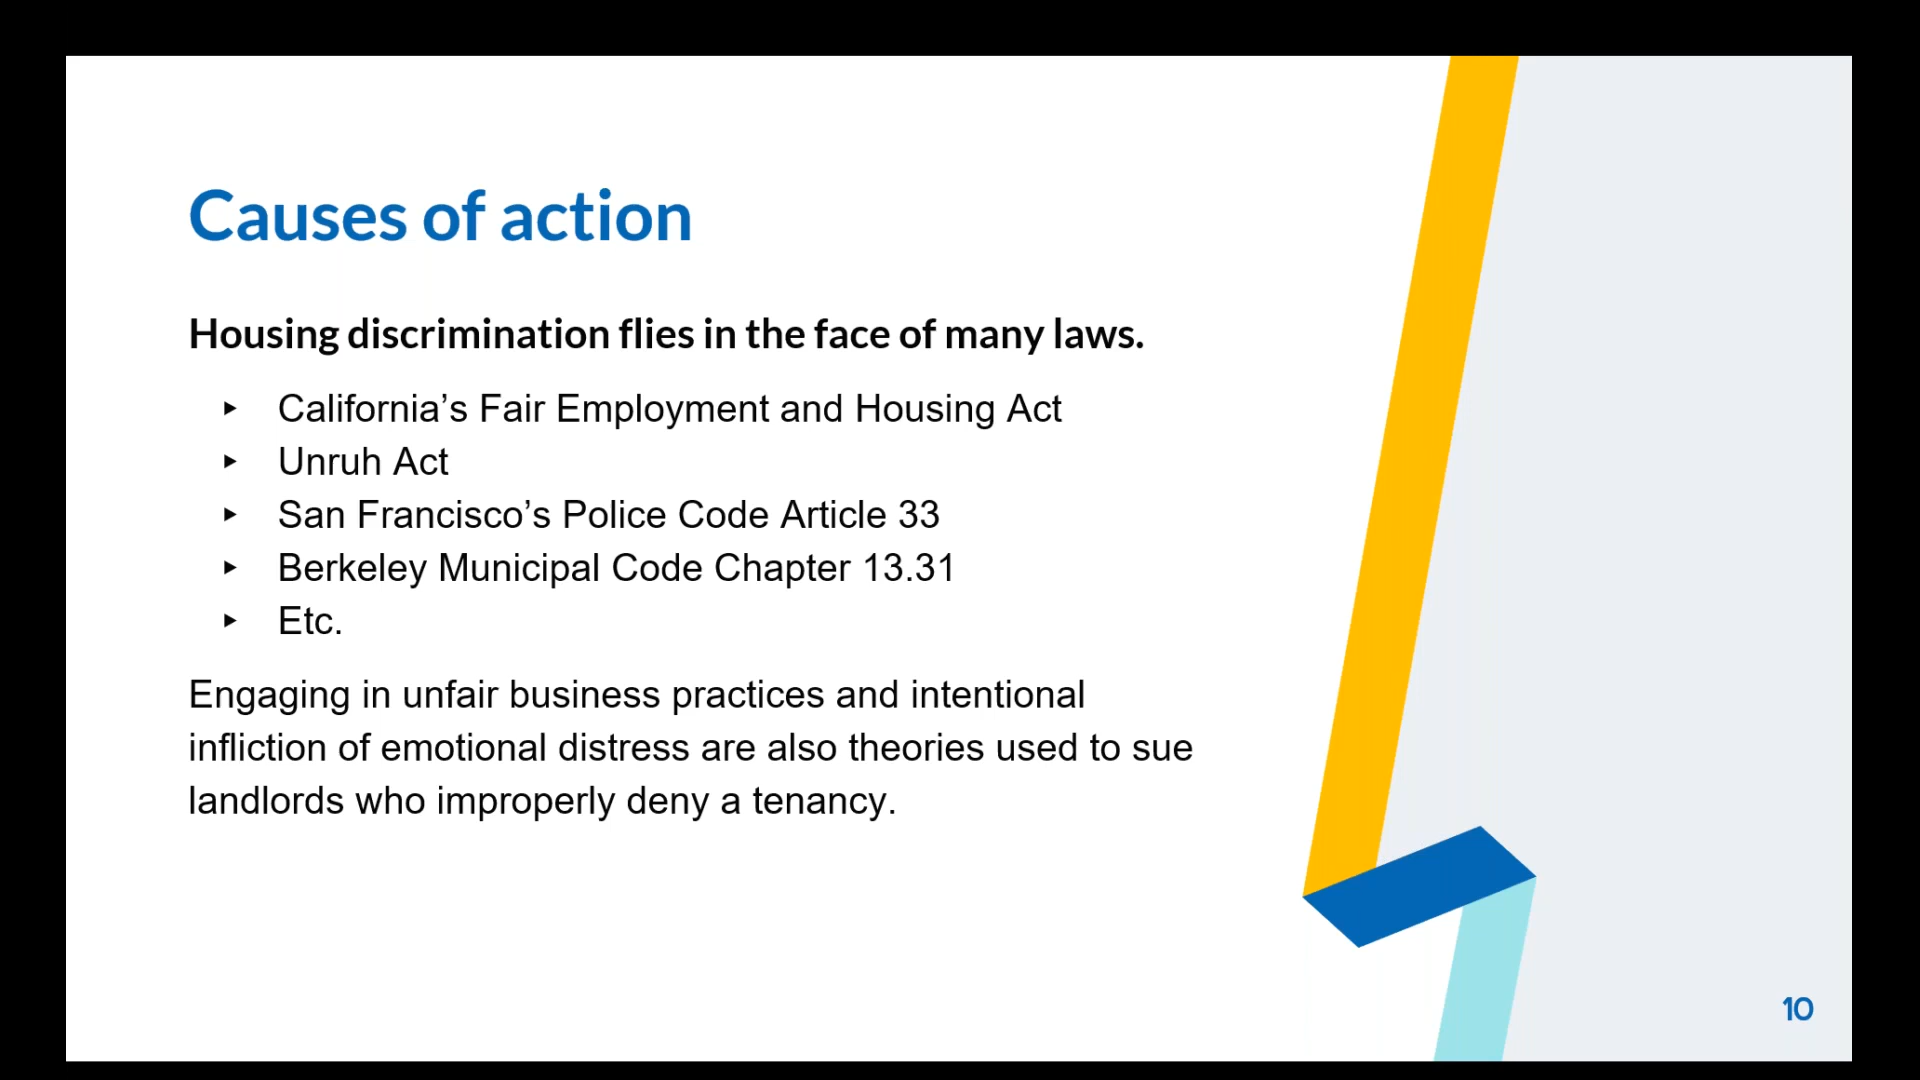 Causes of action
Housing discrimination flies in the face of many laws.
▸ California’s Fair Employment and Housing Act
▸ Unruh Act
▸ San Francisco’s Police Code Article 33
▸ Berkeley Municipal Code Chapter 13.31
▸ Etc.
Engaging in unfair business practices and intentional
infliction of emotional distress are also theories used to sue
landlords who improperly deny a tenancy.
10